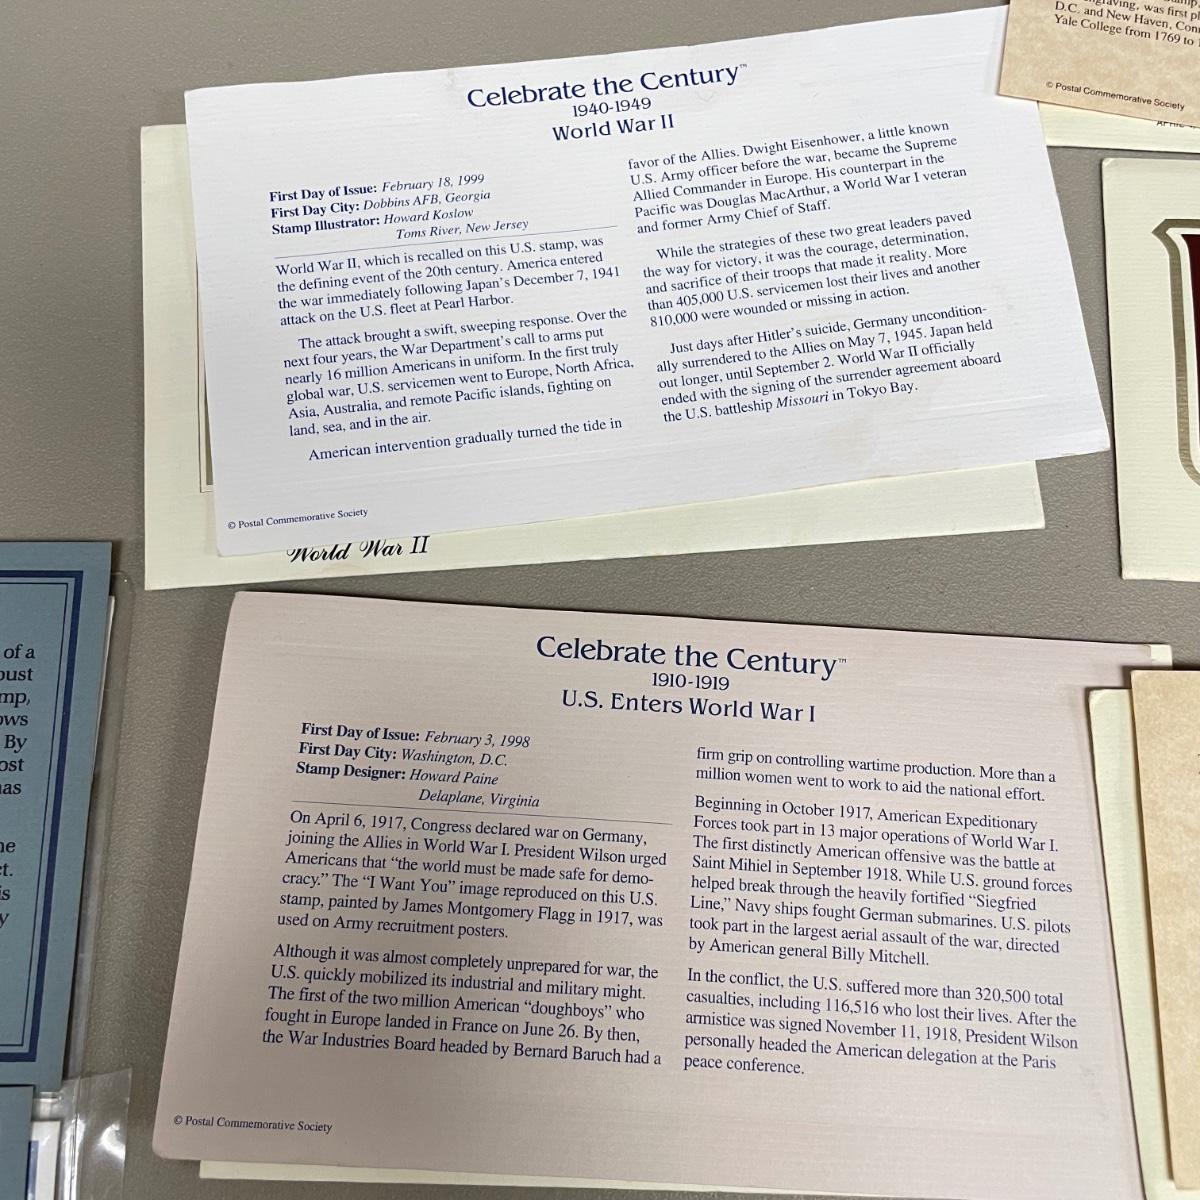 D.C. and New Haven,
Yale College from 1769 to
© Postal Commemorative Society
Celebrate the Century™
1940-1949
World War II
First Day of Issue: February 18, 1999
First Day City: Dobbins AFB, Georgia
Stamp Illustrator: Howard Koslow
Toms River, New Jersey
World War II, which is recalled on this U.S. stamp, was
the defining event of the 20th century. America entered
the war immediately following Japan's December 7, 1941
attack on the U.S. fleet at Pearl Harbor.
The attack brought a swift, sweeping response. Over the
next four years, the War Department's call to arms put
nearly 16 million Americans in uniform. In the first truly
global war, U.S. servicemen went to Europe, North Africa,
Asia, Australia, and remote Pacific islands, fighting on
land, sea, and in the air.
American intervention gradually turned the tide in
favor of the Allies. Dwight Eisenhower, a little known
U.S. Army officer before the war, became the Supreme
Allied Commander in Europe. His counterpart in the
Pacific was Douglas MacArthur, a World War I veteran
and former Army Chief of Staff.
While the strategies of these two great leaders paved
the way for victory, it was the courage, determination,
and sacrifice of their troops that made it reality. More
than 405,000 U.S. servicemen lost their lives and another
810,000 were wounded or missing in action.
Just days after Hitler's suicide, Germany uncondition-
ally surrendered to the Allies on May 7, 1945. Japan held
out longer, until September 2. World War II officially
ended with the signing of the surrender agreement aboard
the U.S. battleship Missouri in Tokyo Bay.
© Postal Commemorative Society
World War II
of a
mp,
By
Celebrate the Century™
1910-1919
U.S. Enters World War I
First Day of Issue: February 3, 1998
First Day City: Washington, D.C.
Stamp Designer: Howard Paine
Delaplane, Virginia
On April 6, 1917, Congress declared war on Germany,
joining the Allies in World War I. President Wilson urged
Americans that "the world must be made safe for demo-
cracy." The "I Want You" image reproduced on this U.S.
stamp, painted by James Montgomery Flagg in 1917, was
used on Army recruitment posters.
Although it was almost completely unprepared for war, the
U.S. quickly mobilized its industrial and military might.
The first of the two million American "doughboys" who
fought in Europe landed in France on June 26. By then,
the War Industries Board headed by Bernard Baruch had a
firm grip on controlling wartime production. More than a
million women went to work to aid the national effort.
Beginning in October 1917, American Expeditionary
Forces took part in 13 major operations of World War I.
The first distinctly American offensive was the battle at
Saint Mihiel in September 1918. While U.S. ground forces
helped break through the heavily fortified "Siegfried
Line," Navy ships fought German submarines. U.S. pilots
took part in the largest aerial assault of the war, directed
by American general Billy Mitchell.
In the conflict, the U.S. suffered more than 320,500 total
casualties, including 116,516 who lost their lives. After the
armistice was signed November 11, 1918, President Wilson
personally headed the American delegation at the Paris
peace conference.
© Postal Commemorative Society